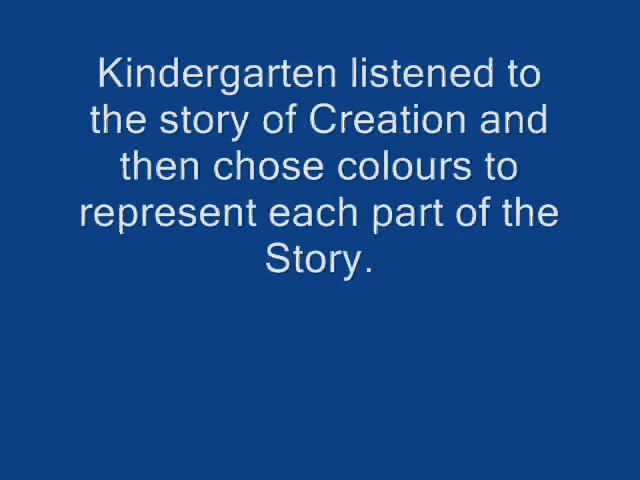 Kindergarten listened to
the story of Creation and
then chose colours to
represent each part of the
Story.